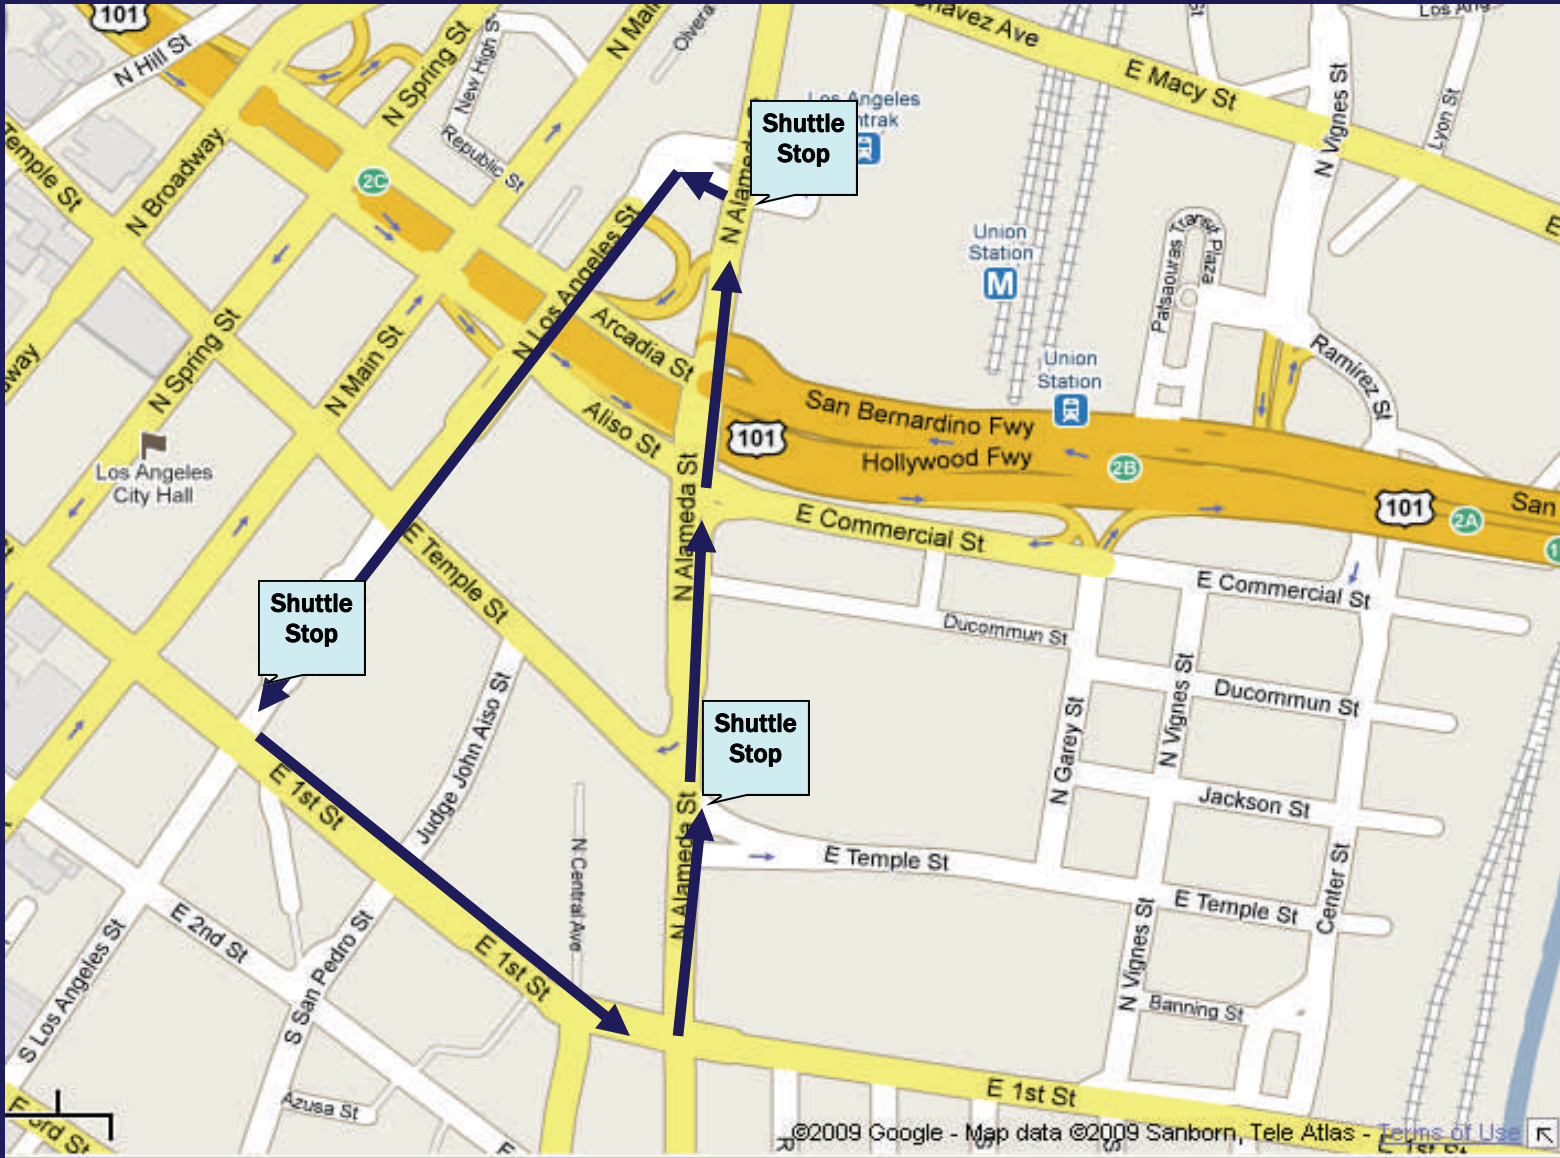 101
N Hill St
N Spring St
New High S
N Mai
Olvera
Chavez Ave
St
Los Ang
E Macy St
N Vignes St
Lyon St
Temple St
N Broadway
2C
Republic St
Los Angeles
Shuttle
Stop
N Alameda
Union
Station
M
Patsaouras Transit Plaza
N Los Angeles St
Arcadia St
Aliso St
N Spring St
N Main St
Union
Station
Ramirez St
San Bernardino Fwy
101
Hollywood Fwy
2B
101
San
2A
1
Los Angeles
City Hall
N Alameda St
E Commercial St
E Commercial St
E Temple St
Ducommun St
Shuttle
Stop
Ducommun St
N Vignes St
N Garey St
Judge John Aiso St
Shuttle
Stop
E 1st St
Jackson St
N Alameda St
N Central Ave
E Temple St
E Temple St
Center St
E 2nd St
S Los Angeles St
S San Pedro St
E 1st St
N Vignes St
Banning St
Azusa St
E 1st St
E 3rd St
©2009 Google - Map data ©2009 Sanborn, Tele Atlas - Terms of Use
E 1st St